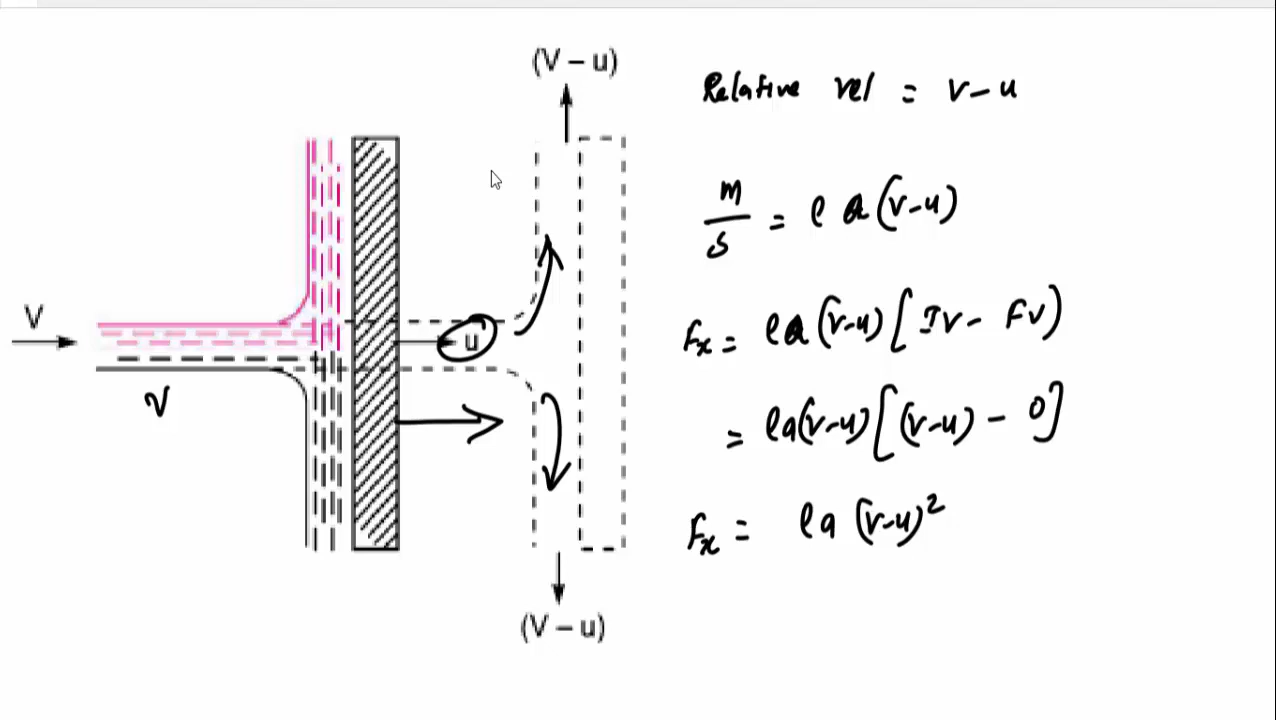 (V – u)
V
u
v
(V – u)
Relative vel = v-u
m/s = ρ a (v-u)
Fx = ρa (v-u) [Iv - Fv)
= ρa(v-u) [(v-u) - 0]
Fx = ρa (v-u)²